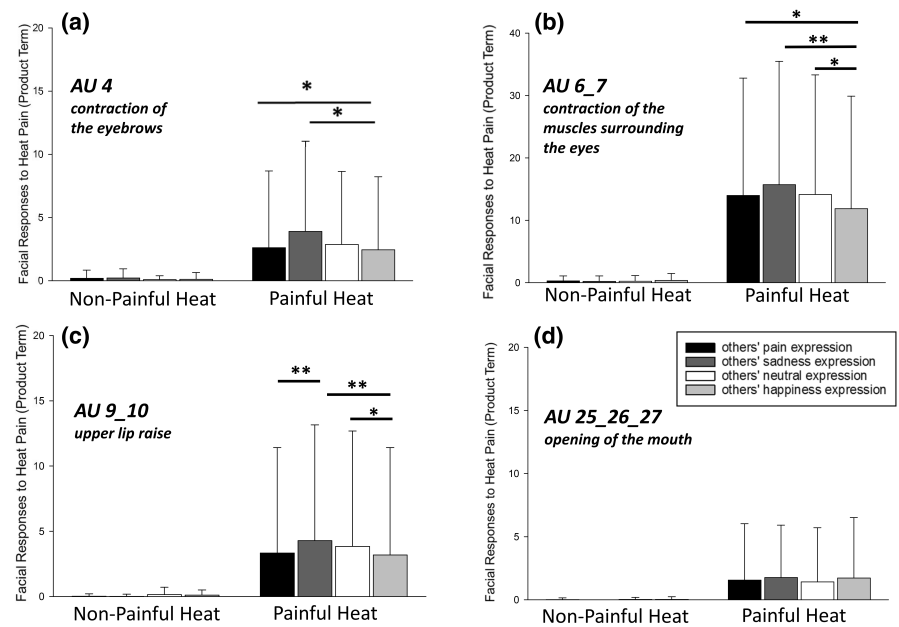 (a)
Facial Responses to Heat Pain (Product Term)
20
15
10
5
0
AU 4
contraction of
the eyebrows
*
*
Non-Painful Heat
Painful Heat
(b)
Facial Responses to Heat Pain (Product Term)
40
30
20
10
0
AU 6_7
contraction of the
muscles surrounding
the eyes
*
**
*
Non-Painful Heat
Painful Heat
(c)
Facial Responses to Heat Pain (Product Term)
20
15
10
5
0
AU 9_10
upper lip raise
**
**
*
Non-Painful Heat
Painful Heat
(d)
Facial Responses to Heat Pain (Product Term)
20
15
10
5
0
others' pain expression
others' sadness expression
others' neutral expression
others' happiness expression
AU 25_26_27
opening of the mouth
Non-Painful Heat
Painful Heat